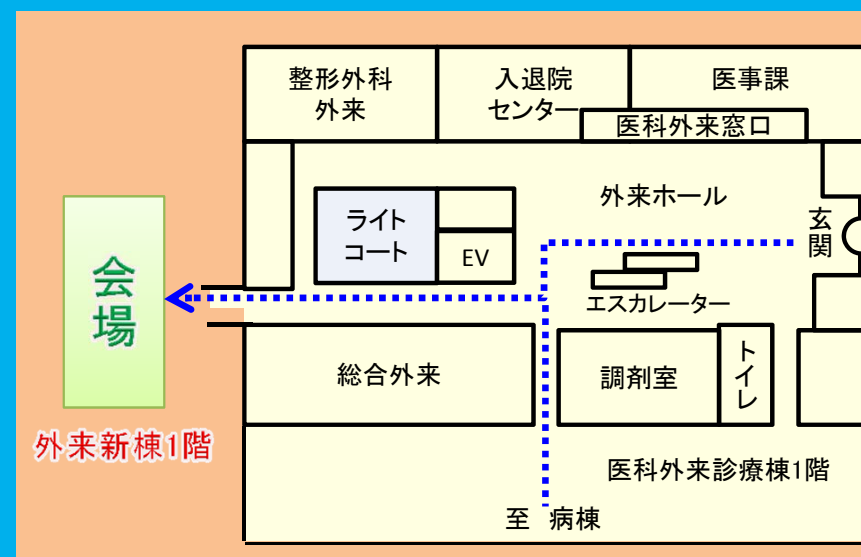 整形外科
外来
入退院
センター
医事課
医科外来窓口
外来ホール
玄関
ライト
コート
EV
エスカレーター
会場
総合外来
調剤室
トイレ
外来新棟1階
医科外来診療棟1階
至 病棟